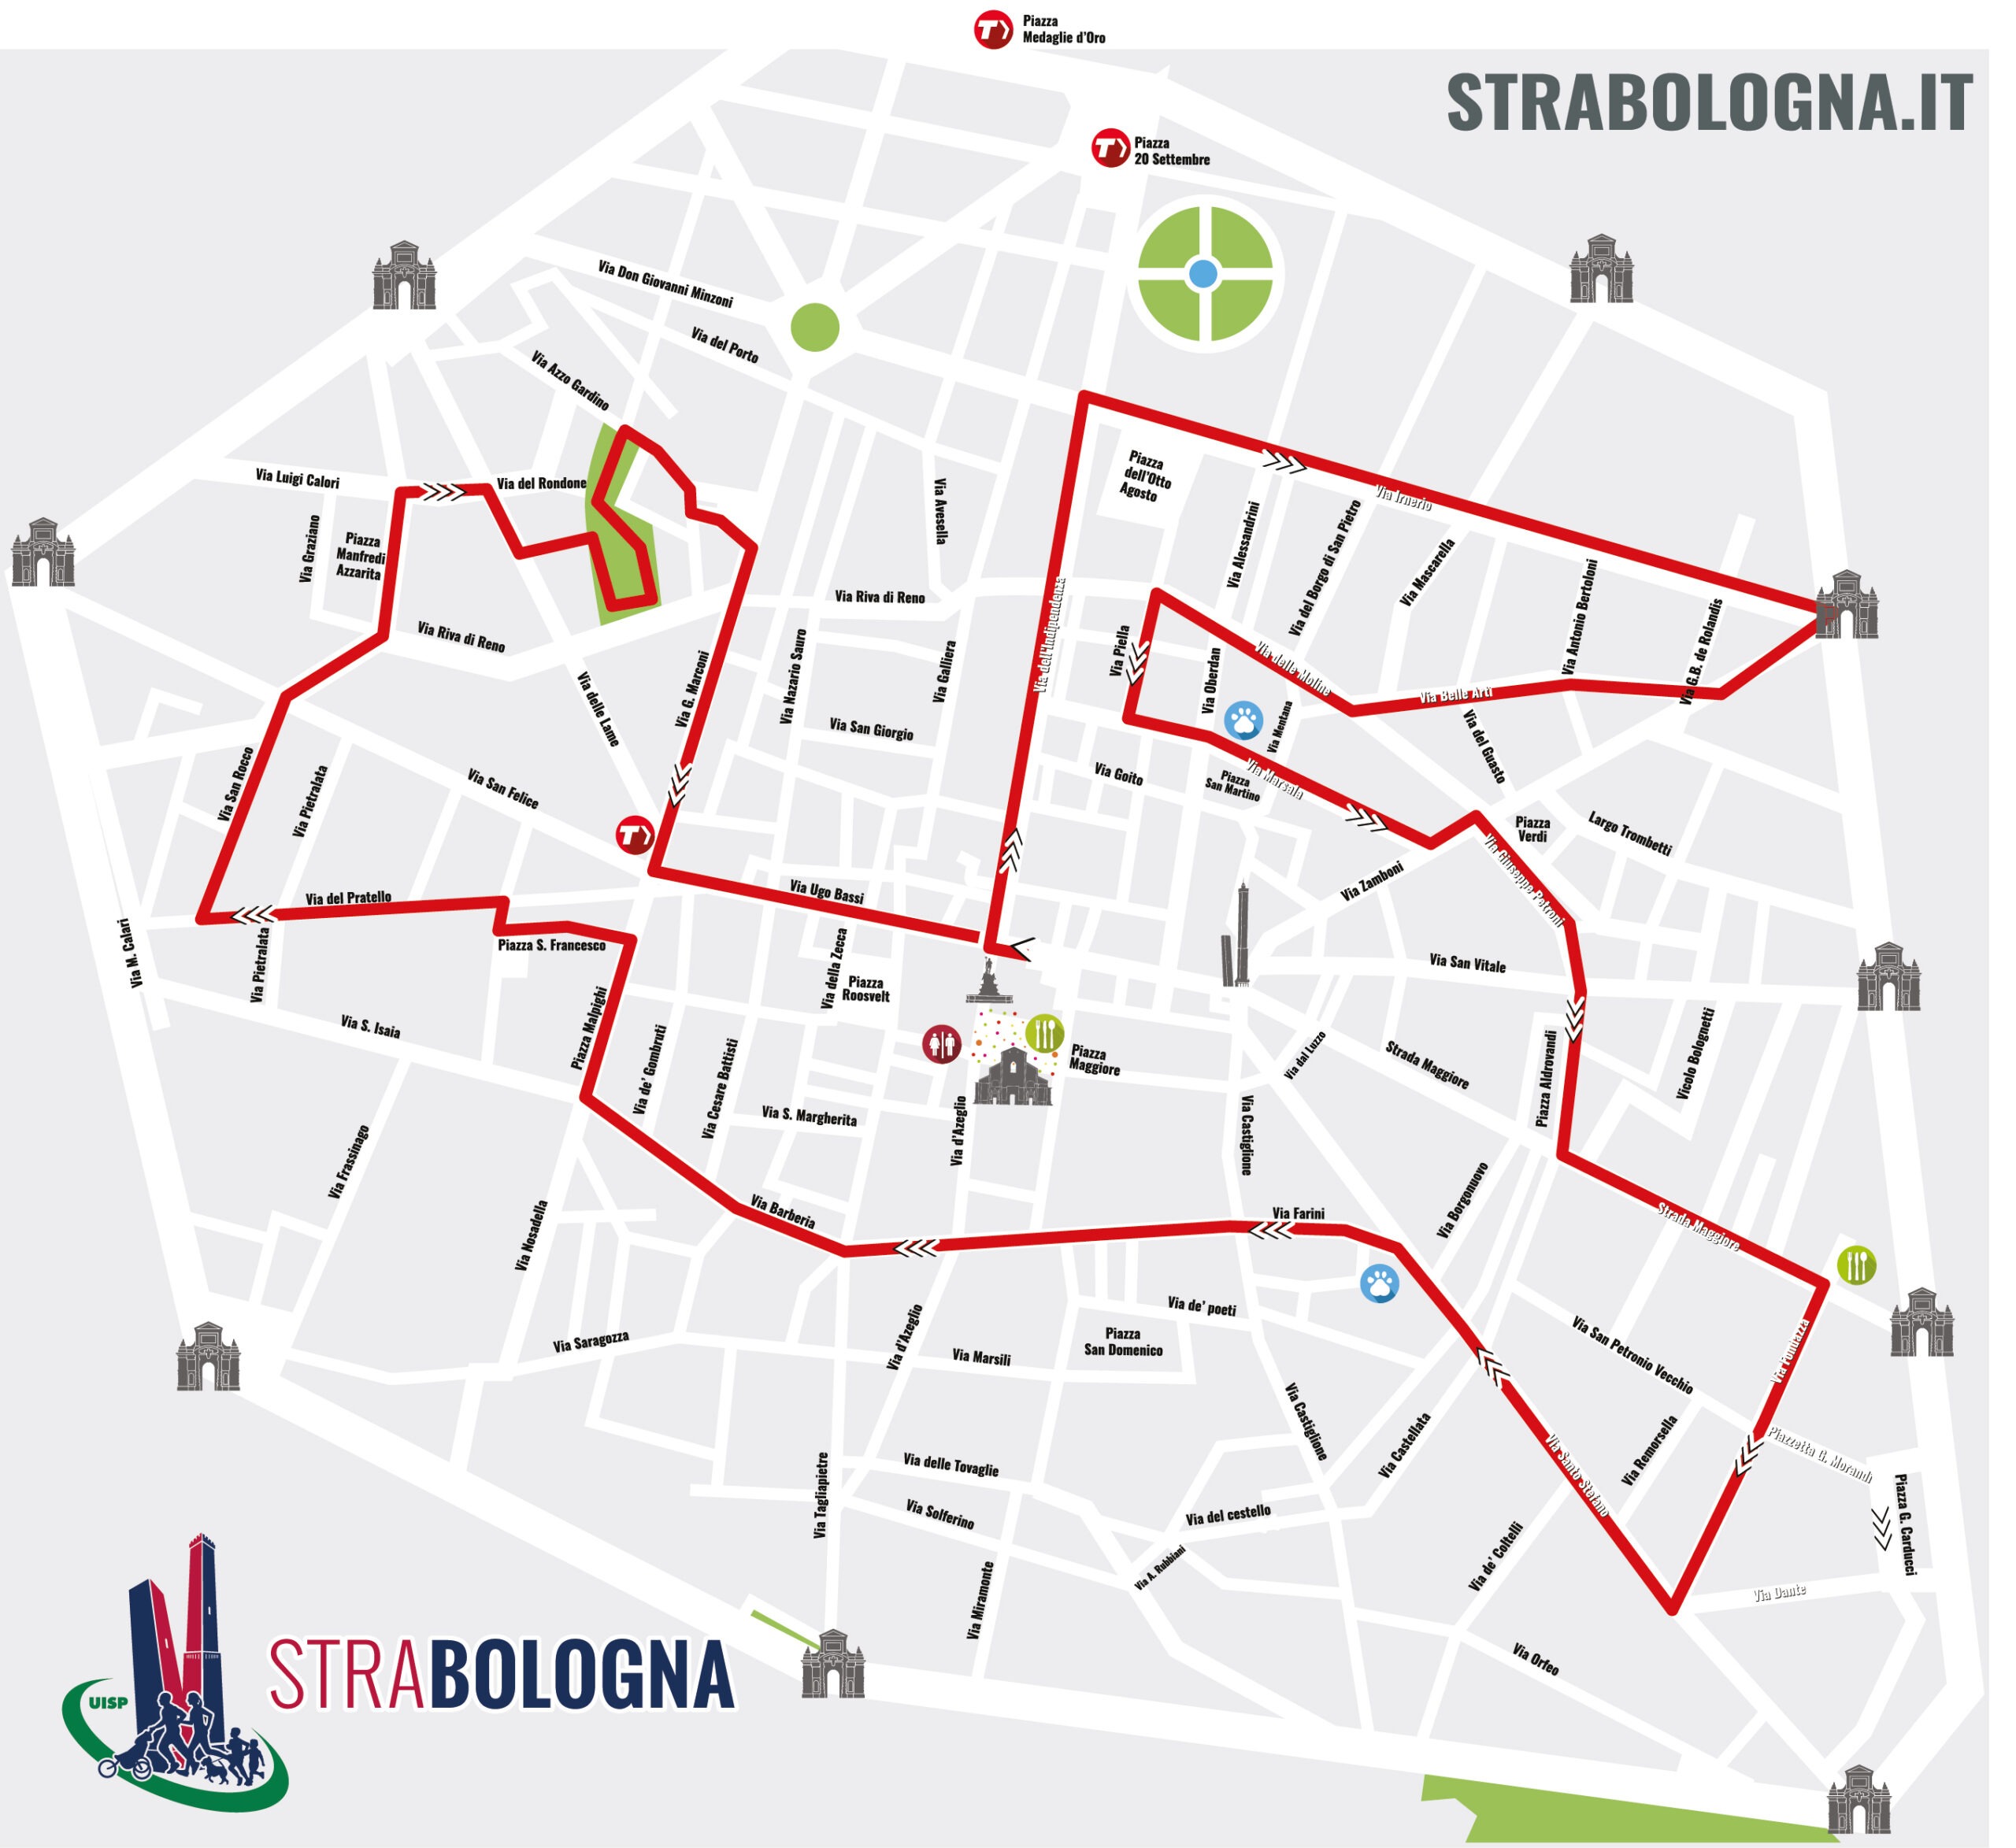 Piazza
Medaglie d'Oro
STRABOLOGNA.IT
Piazza
20 Settembre
Via Don Giovanni Minzoni
Via del Porto
Via Azzo Gardino
Via Luigi Calori
Via del Rondone
Via Graziano
Piazza
Manfredi
Azzarita
Via Avesella
Piazza
dell'Otto
Agosto
Via Irnerio
Via Alessandrini
Via del Borgo di San Pietro
Via Mascarella
Via Antonio Bertoloni
Via G.B. de Rolandis
Via Riva di Reno
Via Riva di Reno
Via dell'Indipendenza
Via Piella
Via Oberdan
Via delle Moline
Via Belle Arti
Via G. Marconi
Via Nazario Sauro
Via Galliera
Via delle Lame
Via San Giorgio
Via Mentana
Via del Guasto
Via San Rocco
Via Pietralata
Via San Felice
Via Goito
Piazza
San Martino
Via Marsala
Piazza
Verdi
Largo Trombetti
Via Giuseppe Petroni
Via Zamboni
Via del Pratello
Via Ugo Bassi
Via M. Calari
Via Pietralata
Piazza S. Francesco
Via della Zecca
Piazza
Roosvelt
Via San Vitale
Via S. Isaia
Piazza Malpighi
Via de' Gombruti
Via Cesare Battisti
Piazza
Maggiore
Via dal Luzzo
Strada Maggiore
Piazza Aldrovandi
Vicolo Bolognetti
Via S. Margherita
Via d'Azeglio
Via Castiglione
Via Frassinago
Via Nosadella
Via Barberia
Via Farini
Via Borgonuovo
Strada Maggiore
Via Saragozza
Via d'Azeglio
Via Marsili
Via de' poeti
Piazza
San Domenico
Via San Petronio Vecchio
Via Fondazza
Via Castiglione
Via Castellata
Via Santo Stefano
Via Remorsella
Piazzetta G. Morandi
Piazza G. Carducci
Via Tagliapietre
Via delle Tovaglie
Via Solferino
Via del cestello
Via A. Rubbiani
Via Miramonte
Via de' Coltelli
Via Dante
Via Orfeo
UISP
STRABOLOGNA